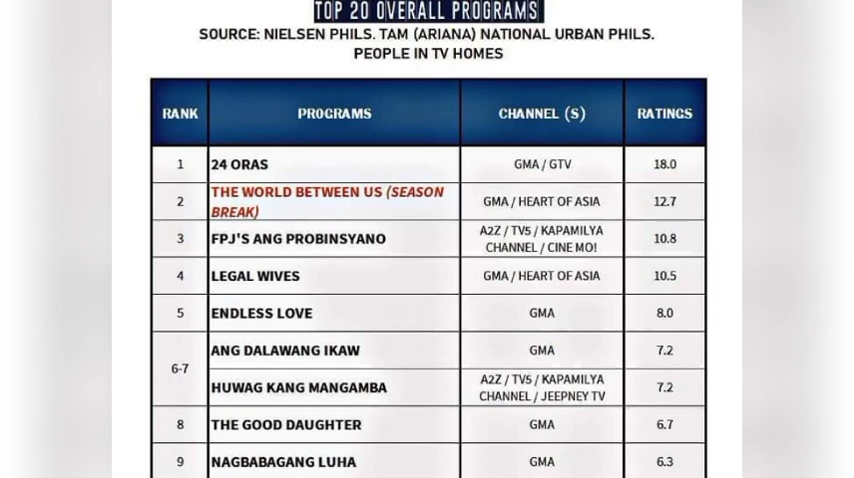 TOP 20 OVERALL PROGRAMS
SOURCE: NIELSEN PHILS. TAM (ARIANA) NATIONAL URBAN PHILS.
PEOPLE IN TV HOMES
RANK PROGRAMS CHANNEL (S) RATINGS
1 24 ORAS GMA / GTV 18.0
2 THE WORLD BETWEEN US (SEASON BREAK) GMA / HEART OF ASIA 12.7
3 FPJ'S ANG PROBINSYANO A2Z / TV5 / KAPAMILYA CHANNEL / CINE MO! 10.8
4 LEGAL WIVES GMA / HEART OF ASIA 10.5
5 ENDLESS LOVE GMA 8.0
6-7 ANG DALAWANG IKAW GMA 7.2
HUWAG KANG MANGAMBA A2Z / TV5 / KAPAMILYA CHANNEL / JEEPNEY TV 7.2
8 THE GOOD DAUGHTER GMA 6.7
9 NAGBABAGANG LUHA GMA 6.3